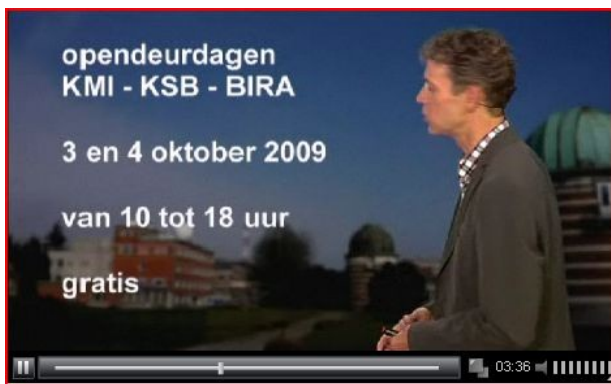 opendeurdagen
KMI - KSB - BIRA
3 en 4 oktober 2009
van 10 tot 18 uur
gratis
03:36